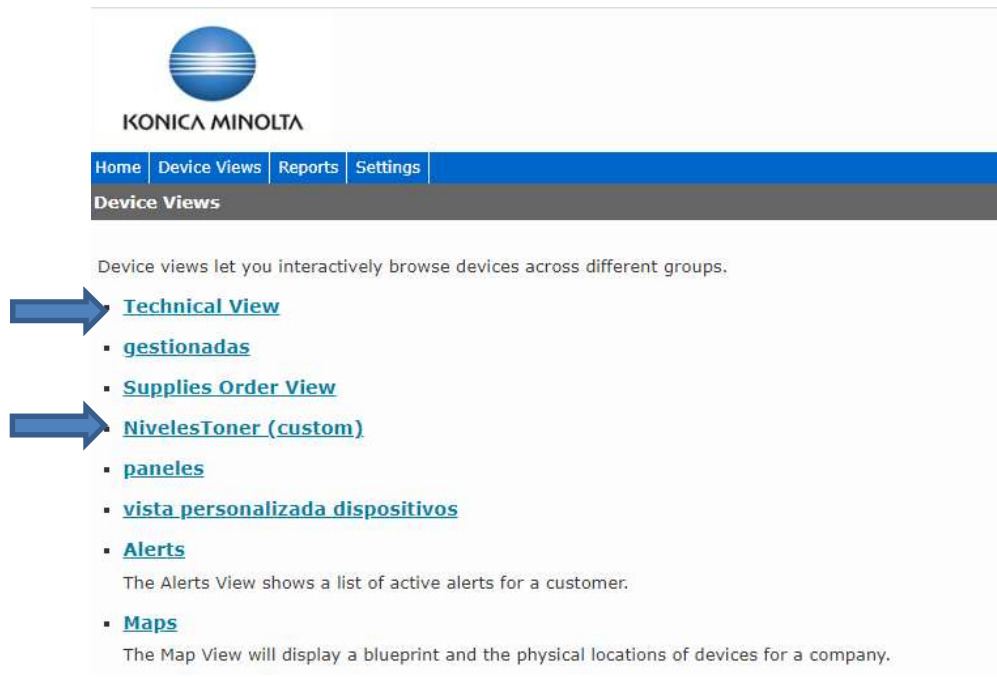 KONICA MINOLTA
Home Device Views Reports Settings
Device Views
Device views let you interactively browse devices across different groups.
Technical View
gestionadas
Supplies Order View
NivelesToner (custom)
paneles
vista personalizada dispositivos
Alerts
The Alerts View shows a list of active alerts for a customer.
Maps
The Map View will display a blueprint and the physical locations of devices for a company.